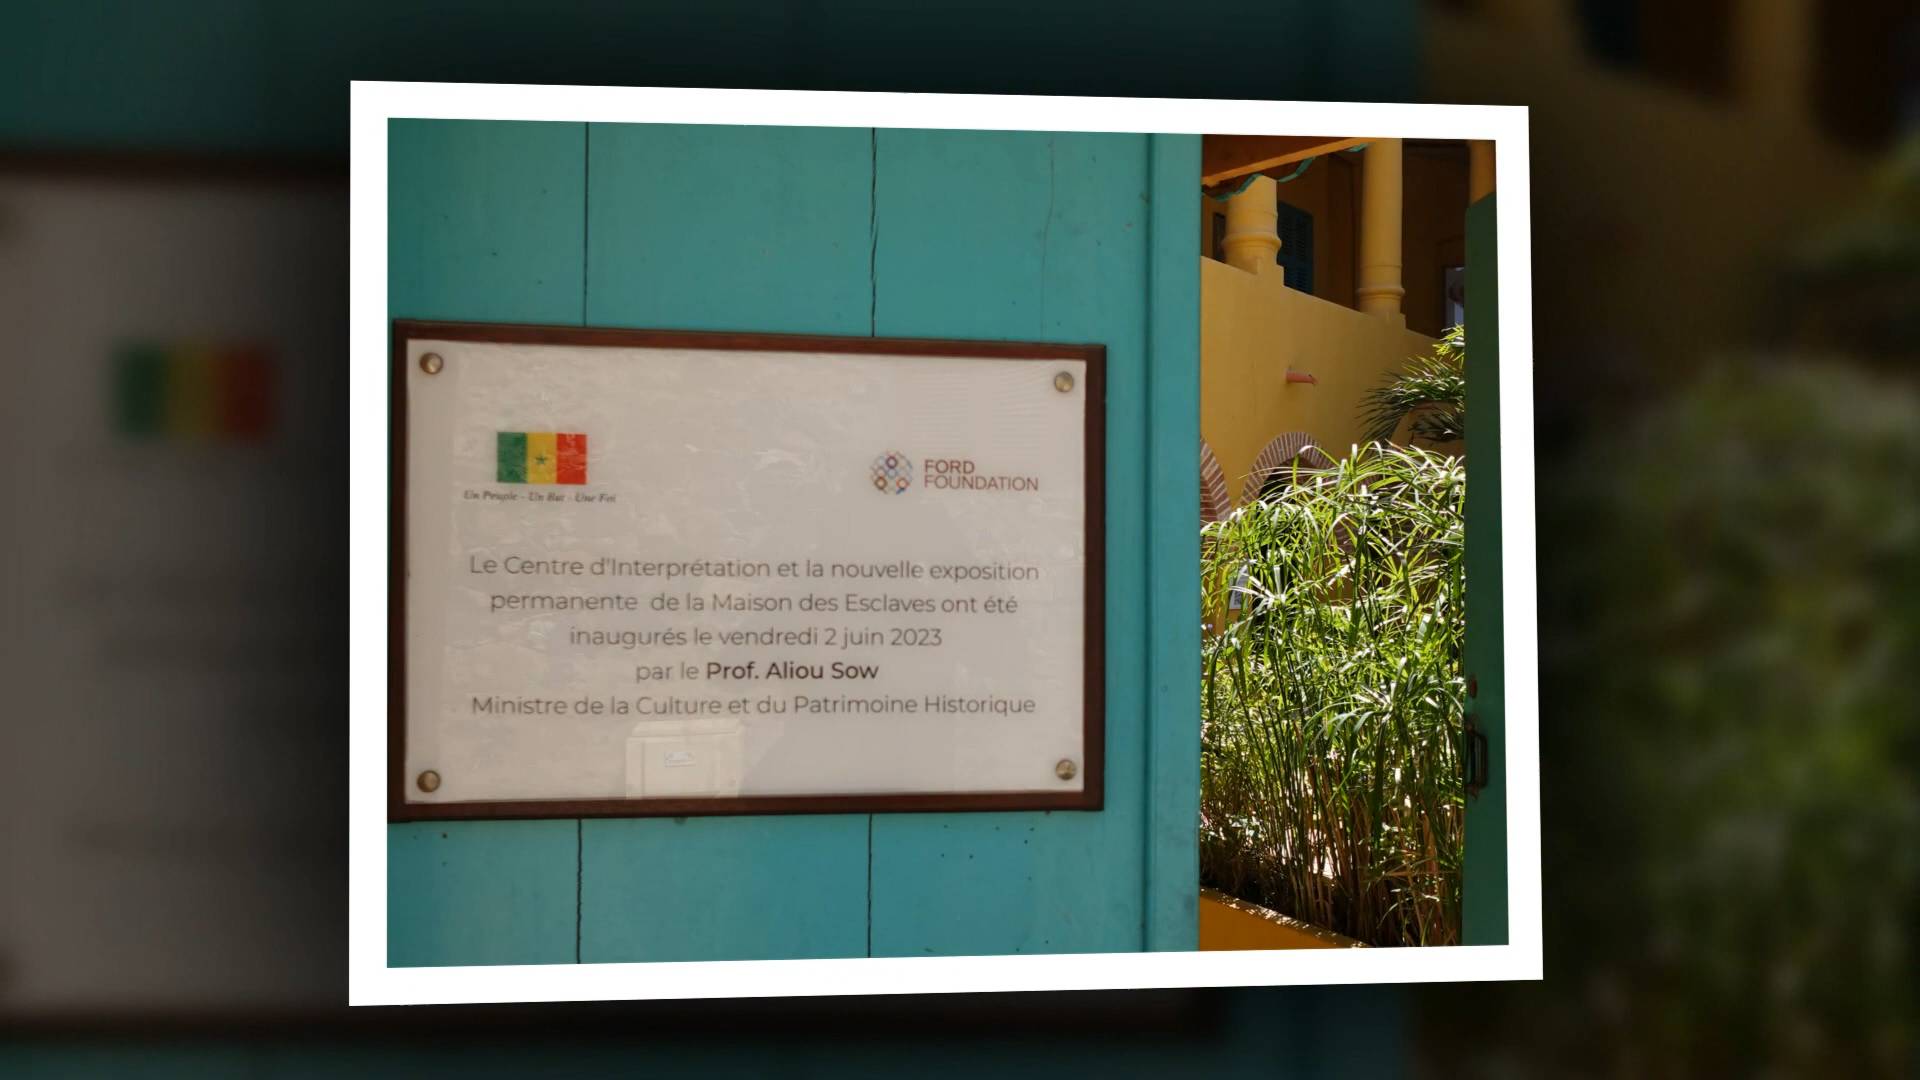 Un Peuple - Un But - Une Foi
FORD
FOUNDATION
Le Centre d'Interprétation et la nouvelle exposition
permanente de la Maison des Esclaves ont été
inaugurés le vendredi 2 juin 2023
par le Prof. Aliou Sow
Ministre de la Culture et du Patrimoine Historique